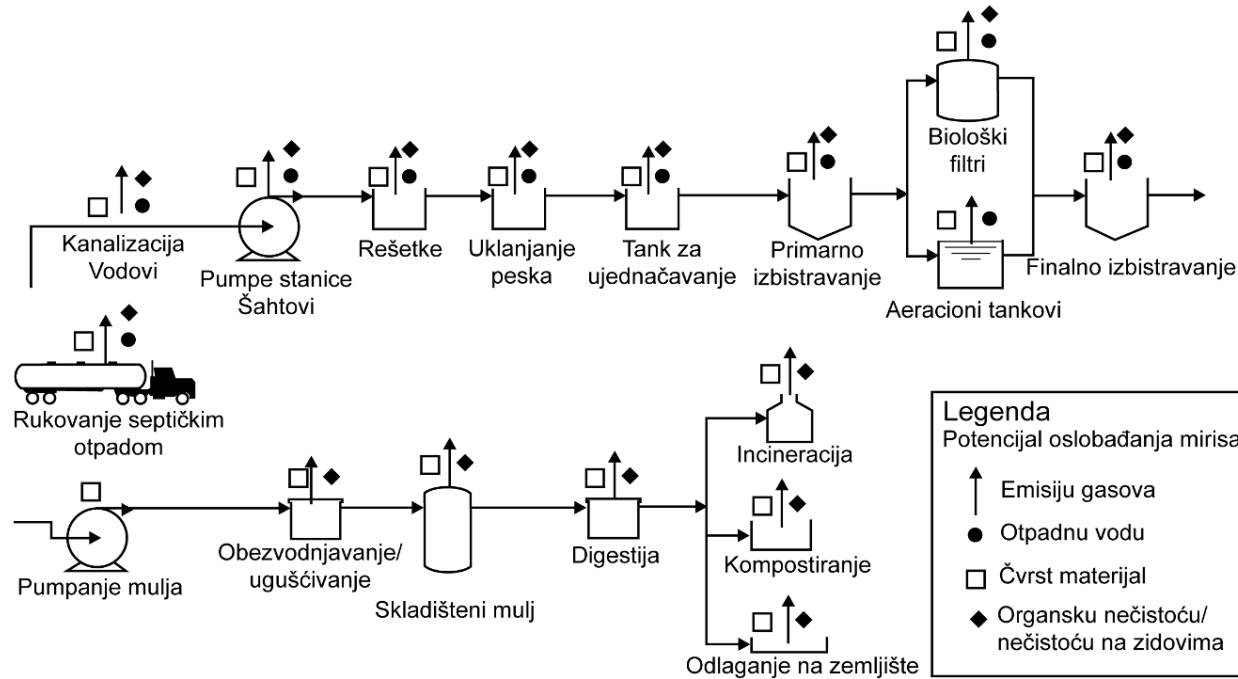 Biološki
filtri
Kanalizacija
Vodovi
Pumpe stanice
Šahtovi
Rešetke
Uklanjanje
peska
Tank za
ujednačavanje
Primarno
izbistravanje
Aeracioni tankovi
Finalno izbistravanje
Rukovanje septičkim
otpadom
Pumpanje mulja
Obezvodnjavanje/
ugušćivanje
Skladišteni mulj
Digestija
Incineracija
Kompostiranje
Odlaganje na zemljište
Legenda
Potencijal oslobađanja mirisa
Emisiju gasova
Otpadnu vodu
Čvrst materijal
Organsku nečistoću/
nečistoću na zidovima